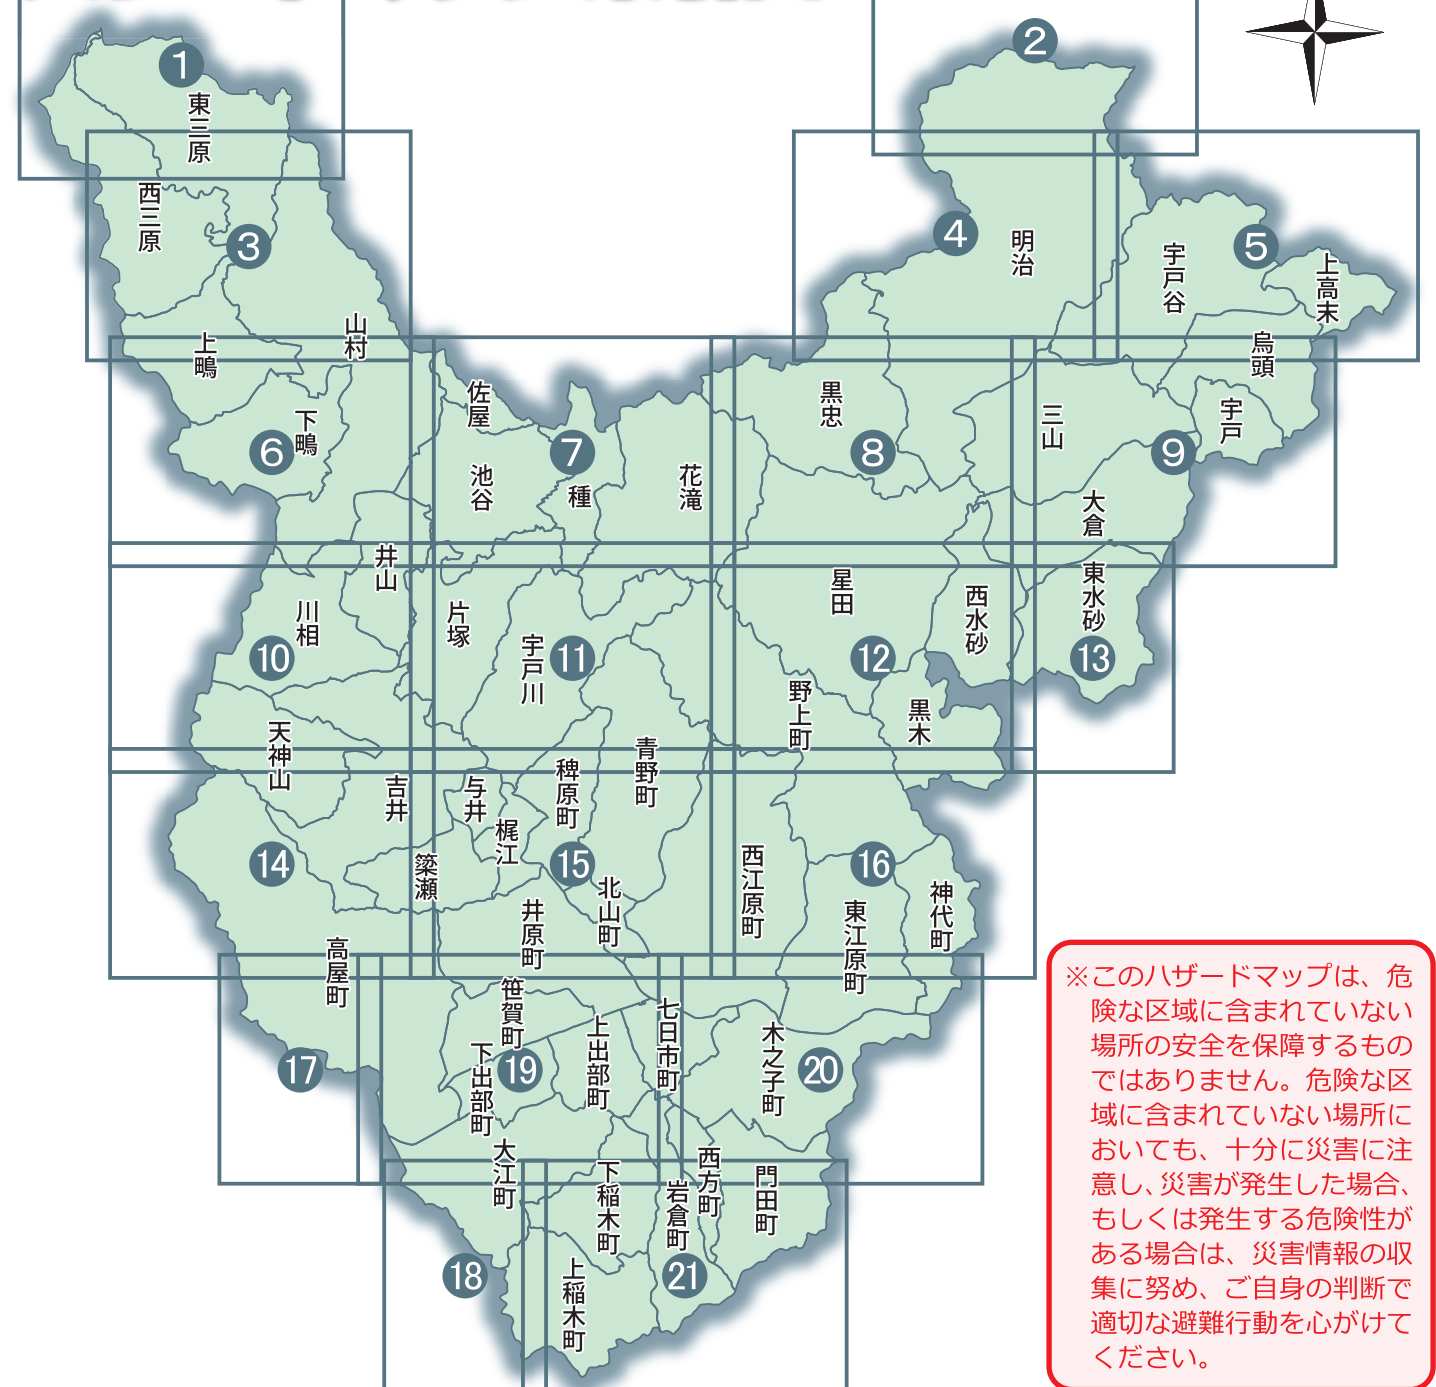 1
東三原
2
西三原
3
4
明治
宇戸谷
5
上高末
山村
上鴫
烏頭
佐屋
黒忠
宇戸
三山
下鴫
6
池谷
7
種
花滝
8
9
大倉
井山
星田
西水砂
東水砂
川相
片塚
宇戸川
10
11
12
13
野上町
黒木
天神山
青野町
稗原町
吉井
与井
梶江
14
簗瀬
15
西江原町
16
北山町
井原町
東江原町
神代町
高屋町
笹賀町
七日市町
上出部町
木之子町
下出部町
17
19
20
大江町
下稲木町
西方町
岩倉町
門田町
18
上稲木町
21
※このハザードマップは、危
険な区域に含まれていない
場所の安全を保障するもの
ではありません。危険な区
域に含まれていない場所に
おいても、十分に災害に注
意し、災害が発生した場合、
もしくは発生する危険性が
ある場合は、災害情報の収
集に努め、ご自身の判断で
適切な避難行動を心がけて
ください。